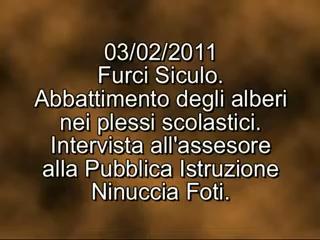 03/02/2011
Furci Siculo.
Abbattimento degli alberi
nei plessi scolastici.
Intervista all'assesore
alla Pubblica Istruzione
Ninuccia Foti.